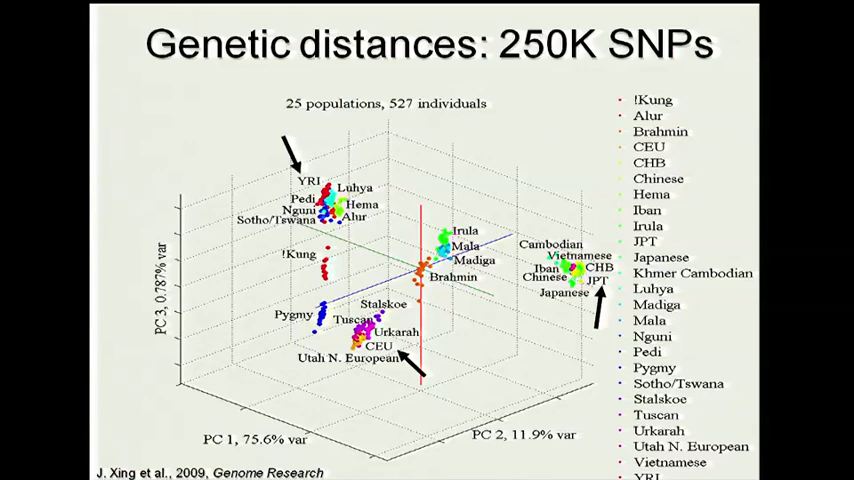 Genetic distances: 250K SNPs
25 populations, 527 individuals
YRI
Luhya
Pedi
Hema
Nguni
Alur
Sotho/Tswana
!Kung
Pygmy
Stalskoe
Tuscan
Urkarah
CEU
Utah N. European
Irula
Mala
Madiga
Brahmin
Cambodian
Vietnamese
Iban
CHB
Chinese
JPT
Japanese
PC 3, 0.787% var
PC 1, 75.6% var
PC 2, 11.9% var
!Kung
Alur
Brahmin
CEU
CHB
Chinese
Hema
Iban
Irula
JPT
Japanese
Khmer Cambodian
Luhya
Madiga
Mala
Nguni
Pedi
Pygmy
Sotho/Tswana
Stalskoe
Tuscan
Urkarah
Utah N. European
Vietnamese
YRI
J. Xing et al., 2009, Genome Research